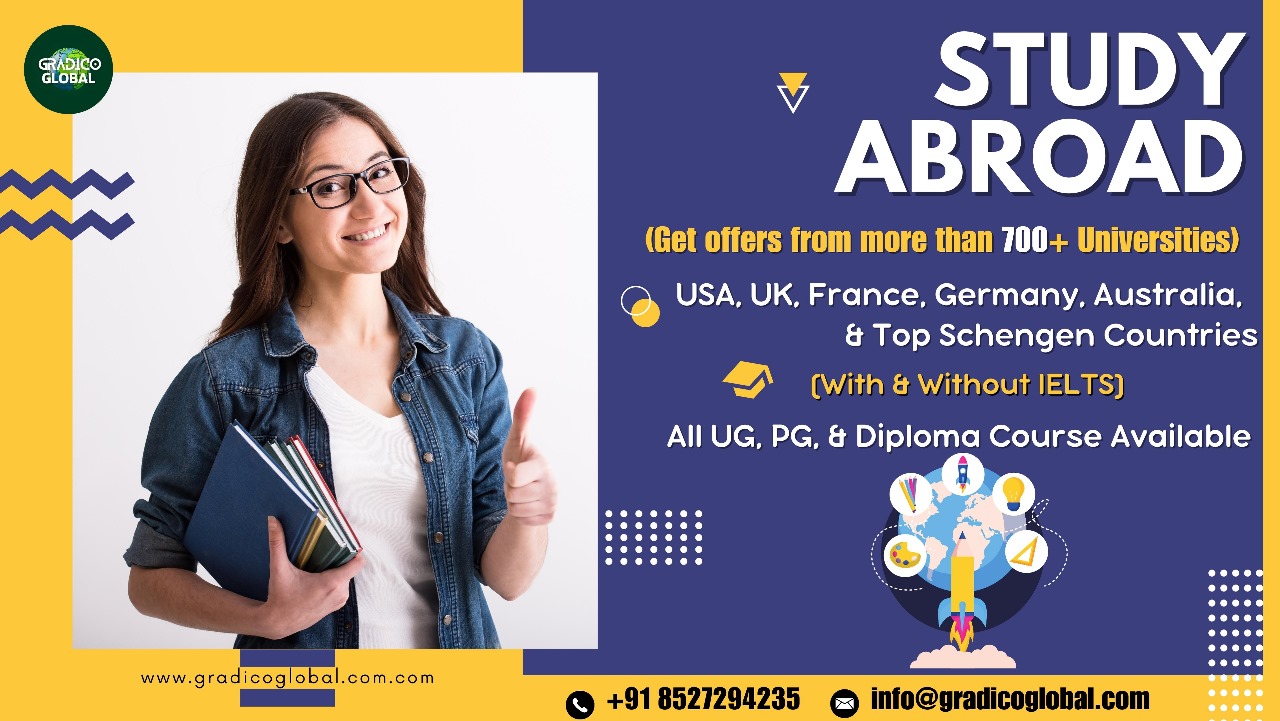 GRADICO
GLOBAL
STUDY
ABROAD
(Get offers from more than 700+ Universities)
USA, UK, France, Germany, Australia,
& Top Schengen Countries
(With & Without IELTS)
All UG, PG, & Diploma Course Available
www.gradicoglobal.com.com
+91 8527294235
info@gradicoglobal.com